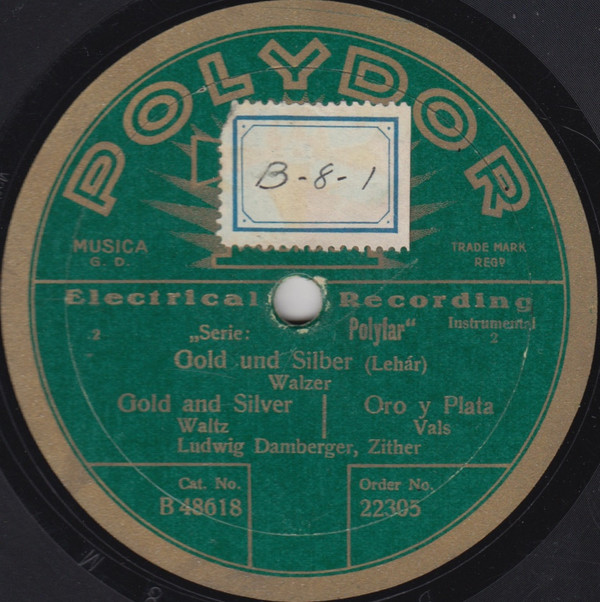 POLYDOR
B-8-1
MUSICA
G. D.
TRADE MARK
REGD
Electrical Recording
2 „Serie: Polyfar“ Instrumental
2
Gold und Silber (Lehár)
Walzer
Gold and Silver | Oro y Plata
Waltz Vals
Ludwig Damberger, Zither
Cat. No. Order No.
B 48618 22305